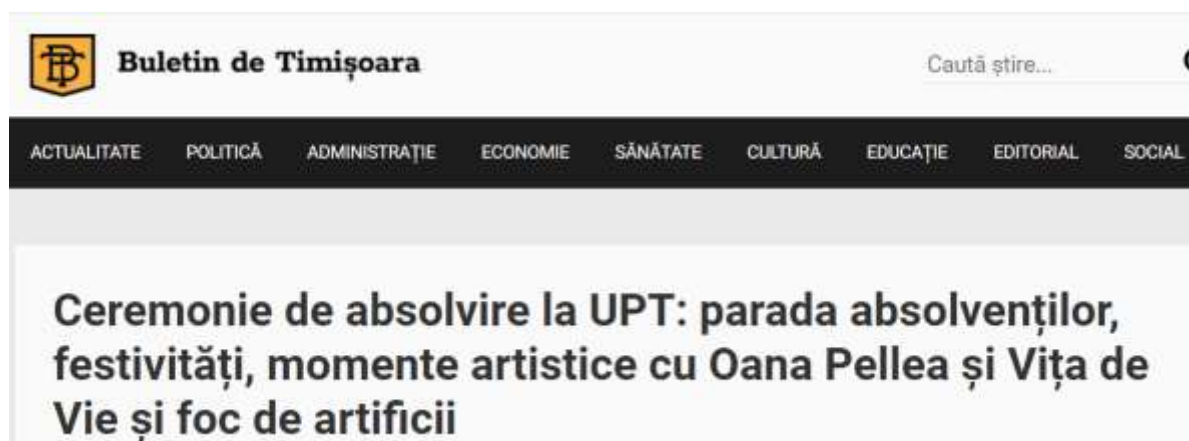 Buletin de Timișoara
Caută știre...
ACTUALITATE POLITICĂ ADMINISTRAȚIE ECONOMIE SĂNĂTATE CULTURĂ EDUCAȚIE EDITORIAL SOCIAL
Ceremonie de absolvire la UPT: parada absolvenților,
festivități, momente artistice cu Oana Pellea și Vița de
Vie și foc de artificii